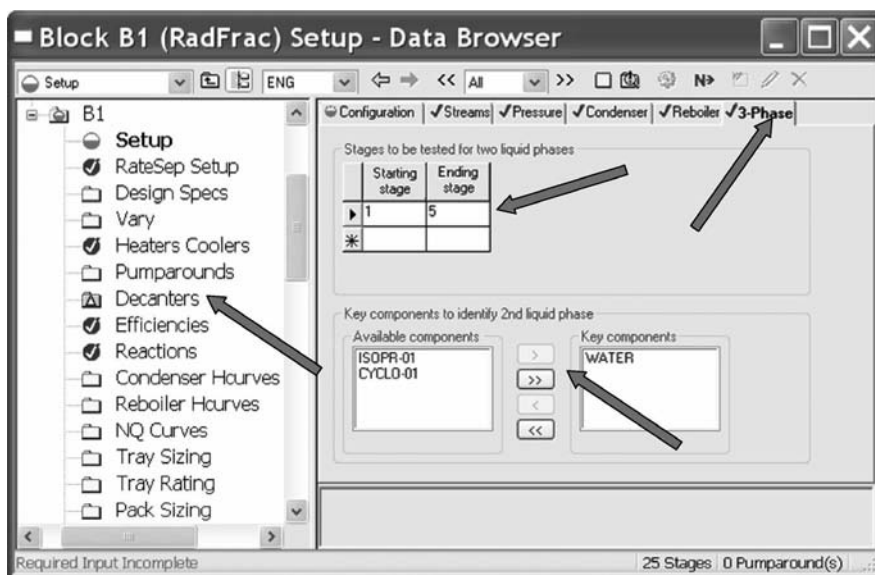 Block B1 (RadFrac) Setup - Data Browser
Setup ENG << All >> N>
B1
Setup
RateSep Setup
Design Specs
Vary
Heaters Coolers
Pumparounds
Decanters
Efficiencies
Reactions
Condenser Hcurves
Reboiler Hcurves
NQ Curves
Tray Sizing
Tray Rating
Pack Sizing
Configuration Streams Pressure Condenser Reboiler 3-Phase
Stages to be tested for two liquid phases
Starting stage Ending stage
1 5
Key components to identify 2nd liquid phase
Available components
ISOPR-01
CYCLO-01
>
>>
<
<<
Key components
WATER
Required Input Incomplete
25 Stages 0 Pumparound(s)